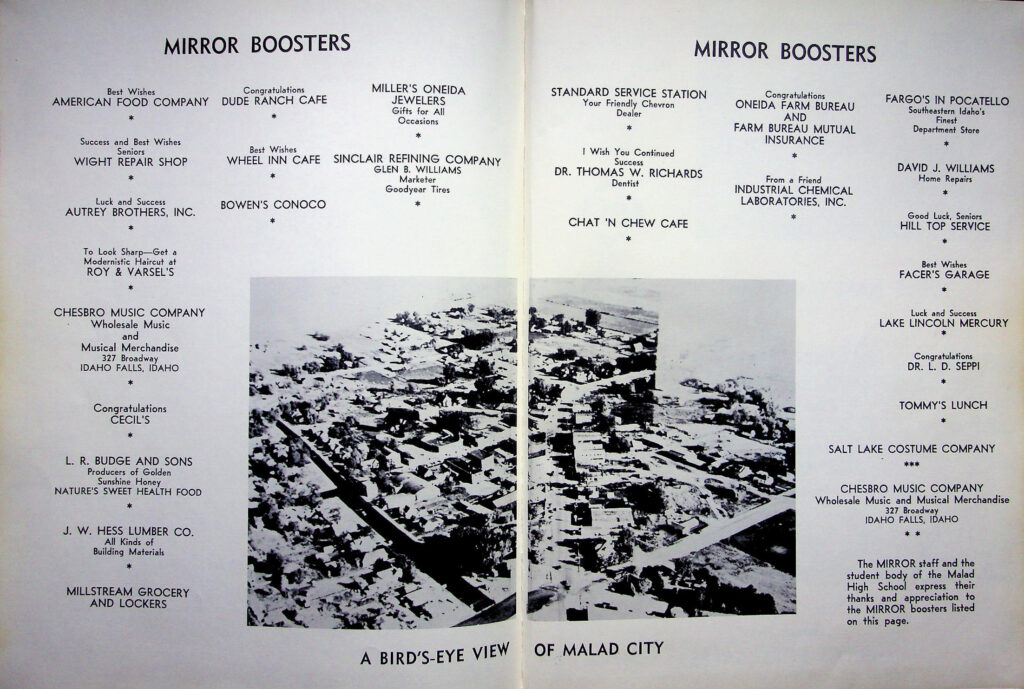 MIRROR BOOSTERS
Best Wishes
AMERICAN FOOD COMPANY
*
Success and Best Wishes
Seniors
WIGHT REPAIR SHOP
*
Luck and Success
AUTREY BROTHERS, INC.
*
To Look Sharp—Get a
Modernistic Haircut at
ROY & VARSEL'S
*
CHESBRO MUSIC COMPANY
Wholesale Music
and
Musical Merchandise
327 Broadway
IDAHO FALLS, IDAHO
*
Congratulations
CECIL'S
*
L. R. BUDGE AND SONS
Producers of Golden
Sunshine Honey
NATURE'S SWEET HEALTH FOOD
*
J. W. HESS LUMBER CO.
All Kinds of
Building Materials
*
MILLSTREAM GROCERY
AND LOCKERS
Congratulations
DUDE RANCH CAFE
*
Best Wishes
WHEEL INN CAFE
*
BOWEN'S CONOCO
*
MILLER'S ONEIDA
JEWELERS
Gifts for All
Occasions
*
SINCLAIR REFINING COMPANY
GLEN B. WILLIAMS
Marketer
Goodyear Tires
*
MIRROR BOOSTERS
STANDARD SERVICE STATION
Your Friendly Chevron
Dealer
*
I Wish You Continued
Success
DR. THOMAS W. RICHARDS
Dentist
*
CHAT 'N CHEW CAFE
*
Congratulations
ONEIDA FARM BUREAU
AND
FARM BUREAU MUTUAL
INSURANCE
*
From a Friend
INDUSTRIAL CHEMICAL
LABORATORIES, INC.
*
FARGO'S IN POCATELLO
Southeastern Idaho's
Finest
Department Store
*
DAVID J. WILLIAMS
Home Repairs
*
Good Luck, Seniors
HILL TOP SERVICE
*
Best Wishes
FACER'S GARAGE
*
Luck and Success
LAKE LINCOLN MERCURY
*
Congratulations
DR. L. D. SEPPI
*
TOMMY'S LUNCH
*
SALT LAKE COSTUME COMPANY
***
CHESBRO MUSIC COMPANY
Wholesale Music and Musical Merchandise
327 Broadway
IDAHO FALLS, IDAHO
* *
The MIRROR staff and the
student body of the Malad
High School express their
thanks and appreciation to
the MIRROR boosters listed
on this page.
A BIRD'S-EYE VIEW OF MALAD CITY